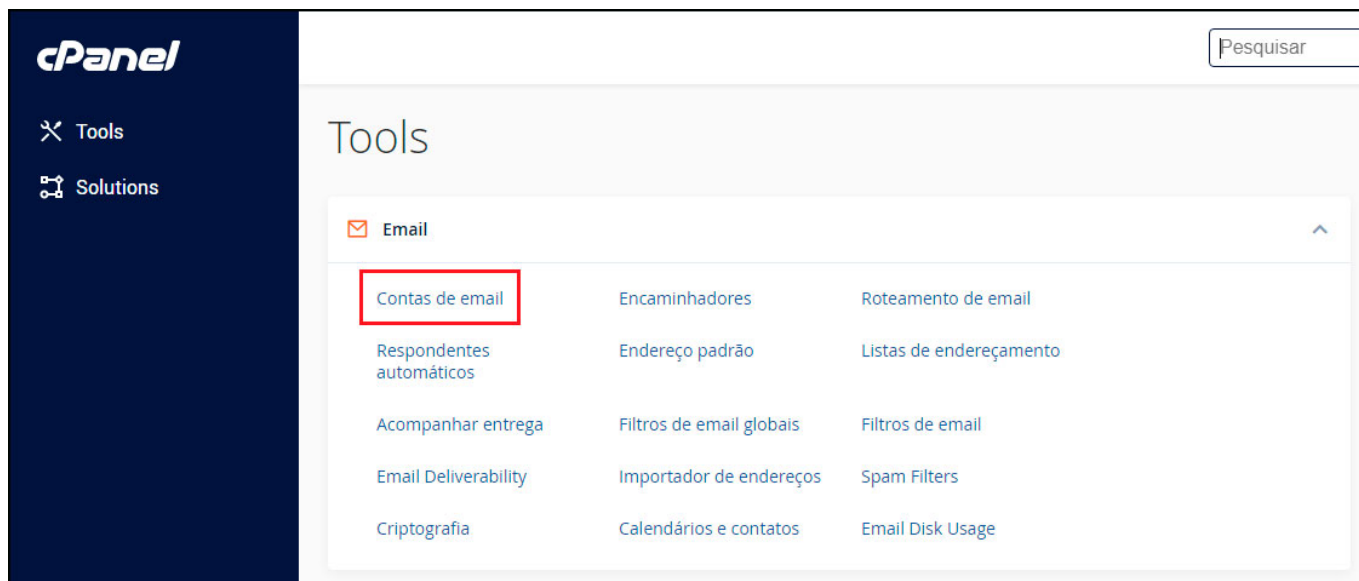 cPanel
Pesquisar
Tools
Solutions
Tools
Email
Contas de email
Encaminhadores
Roteamento de email
Respondentes
automáticos
Endereço padrão
Listas de endereçamento
Acompanhar entrega
Filtros de email globais
Filtros de email
Email Deliverability
Importador de endereços
Spam Filters
Criptografia
Calendários e contatos
Email Disk Usage